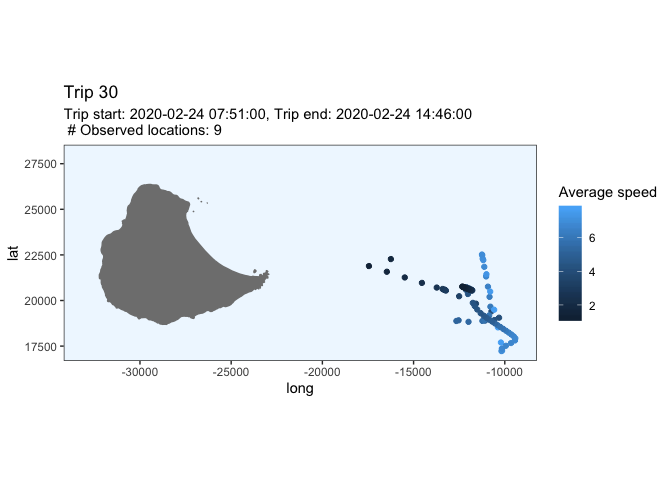 Trip 30
Trip start: 2020-02-24 07:51:00, Trip end: 2020-02-24 14:46:00
# Observed locations: 9
27500
25000
22500
20000
17500
lat
-30000
-25000
-20000
-15000
-10000
long
Average speed
6
4
2